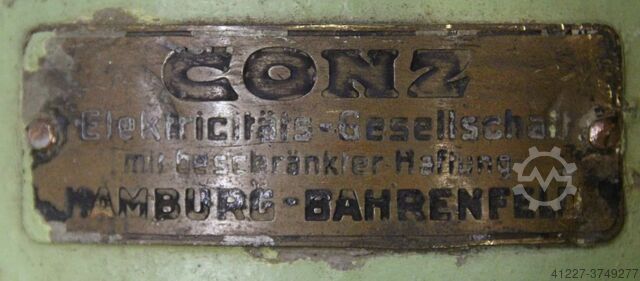 CONZ
Elektricitäts-Gesellschaft
mit beschränkter Haftung
HAMBURG-BAHRENFELD
41227-3749277